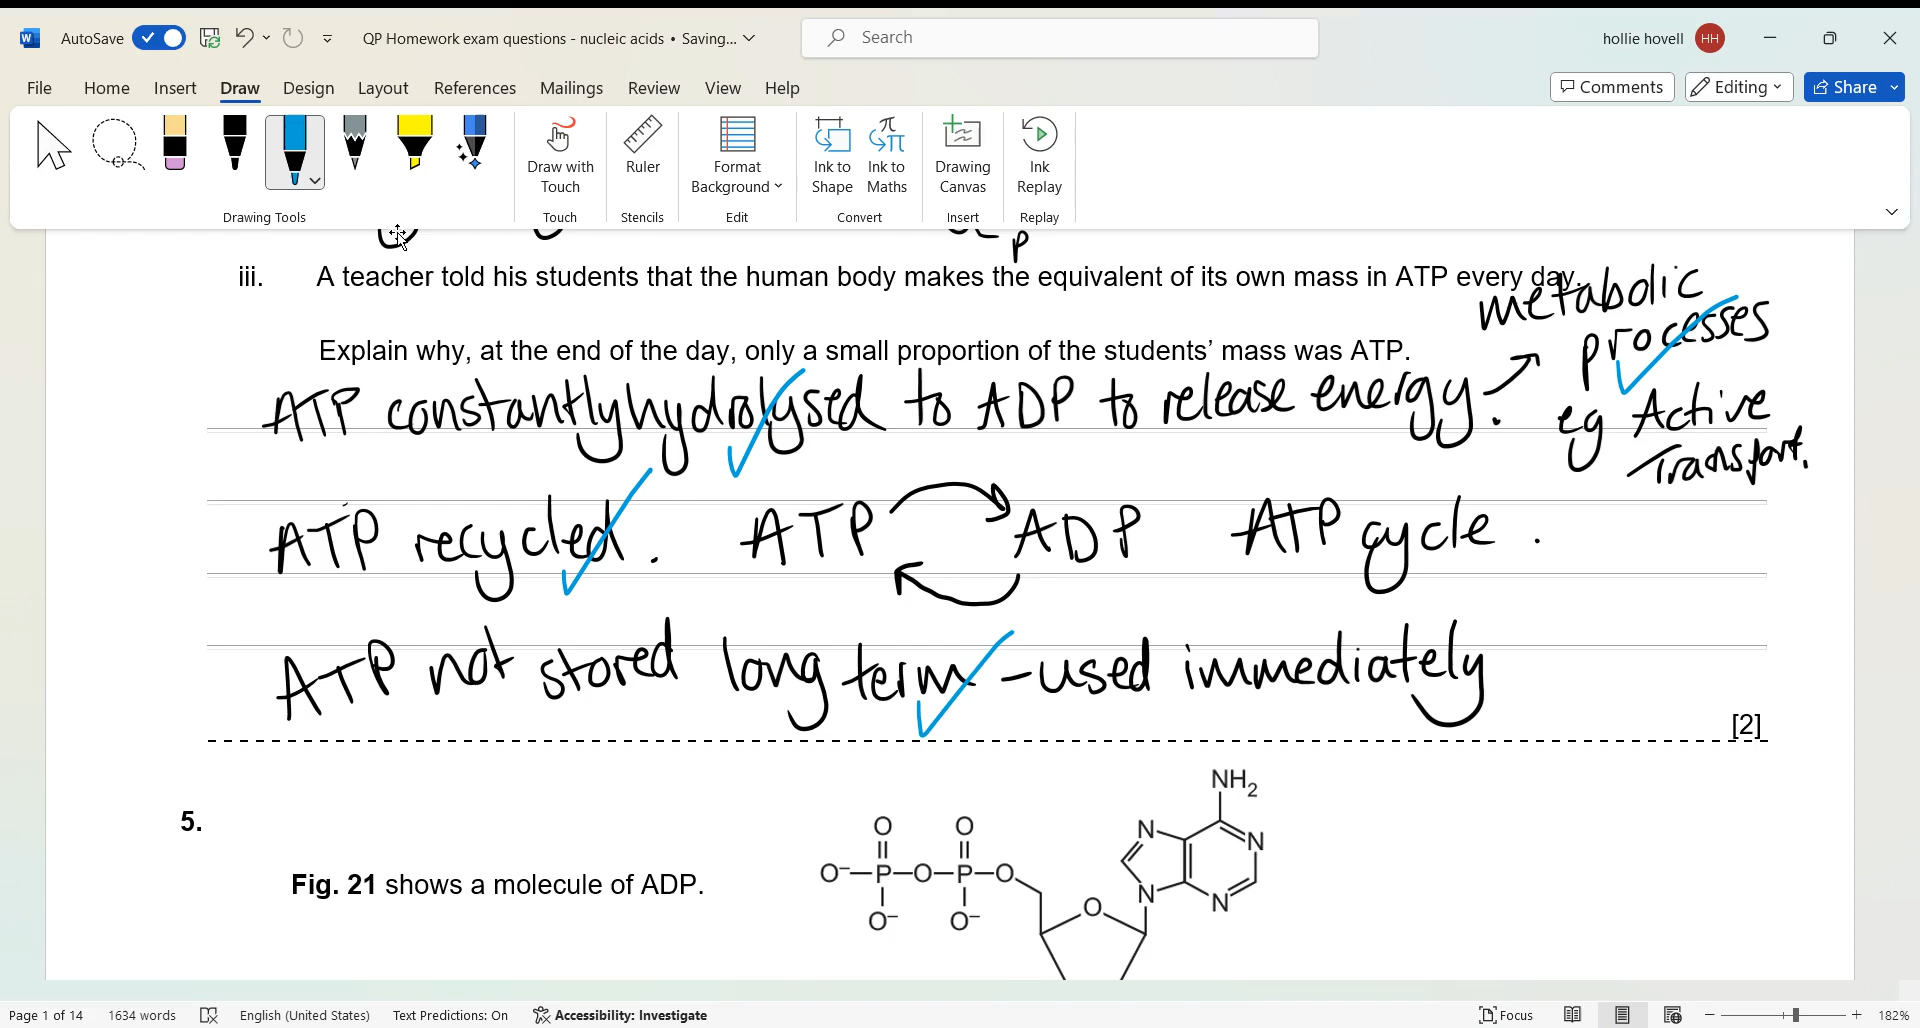 AutoSave
QP Homework exam questions - nucleic acids • Saving...
Search
hollie hovell
HH
File Home Insert Draw Design Layout References Mailings Review View Help
Comments Editing Share
Draw with Touch
Ruler
Format Background
Ink to Shape
Ink to Maths
Drawing Canvas
Ink Replay
Drawing Tools Touch Stencils Edit Convert Insert Replay
P
iii. A teacher told his students that the human body makes the equivalent of its own mass in ATP every day.
metabolic
processes
eg Active
Transport.
Explain why, at the end of the day, only a small proportion of the students' mass was ATP.
ATP constantly hydrolysed to ADP to release energy.
ATP recycled. ATP ADP ATP cycle.
ATP not stored long term - used immediately
[2]
5.
Fig. 21 shows a molecule of ADP.
NH2
O O N N
O− P O P O N N
O− O− O
Page 1 of 14 1634 words English (United States) Text Predictions: On Accessibility: Investigate Focus 182%